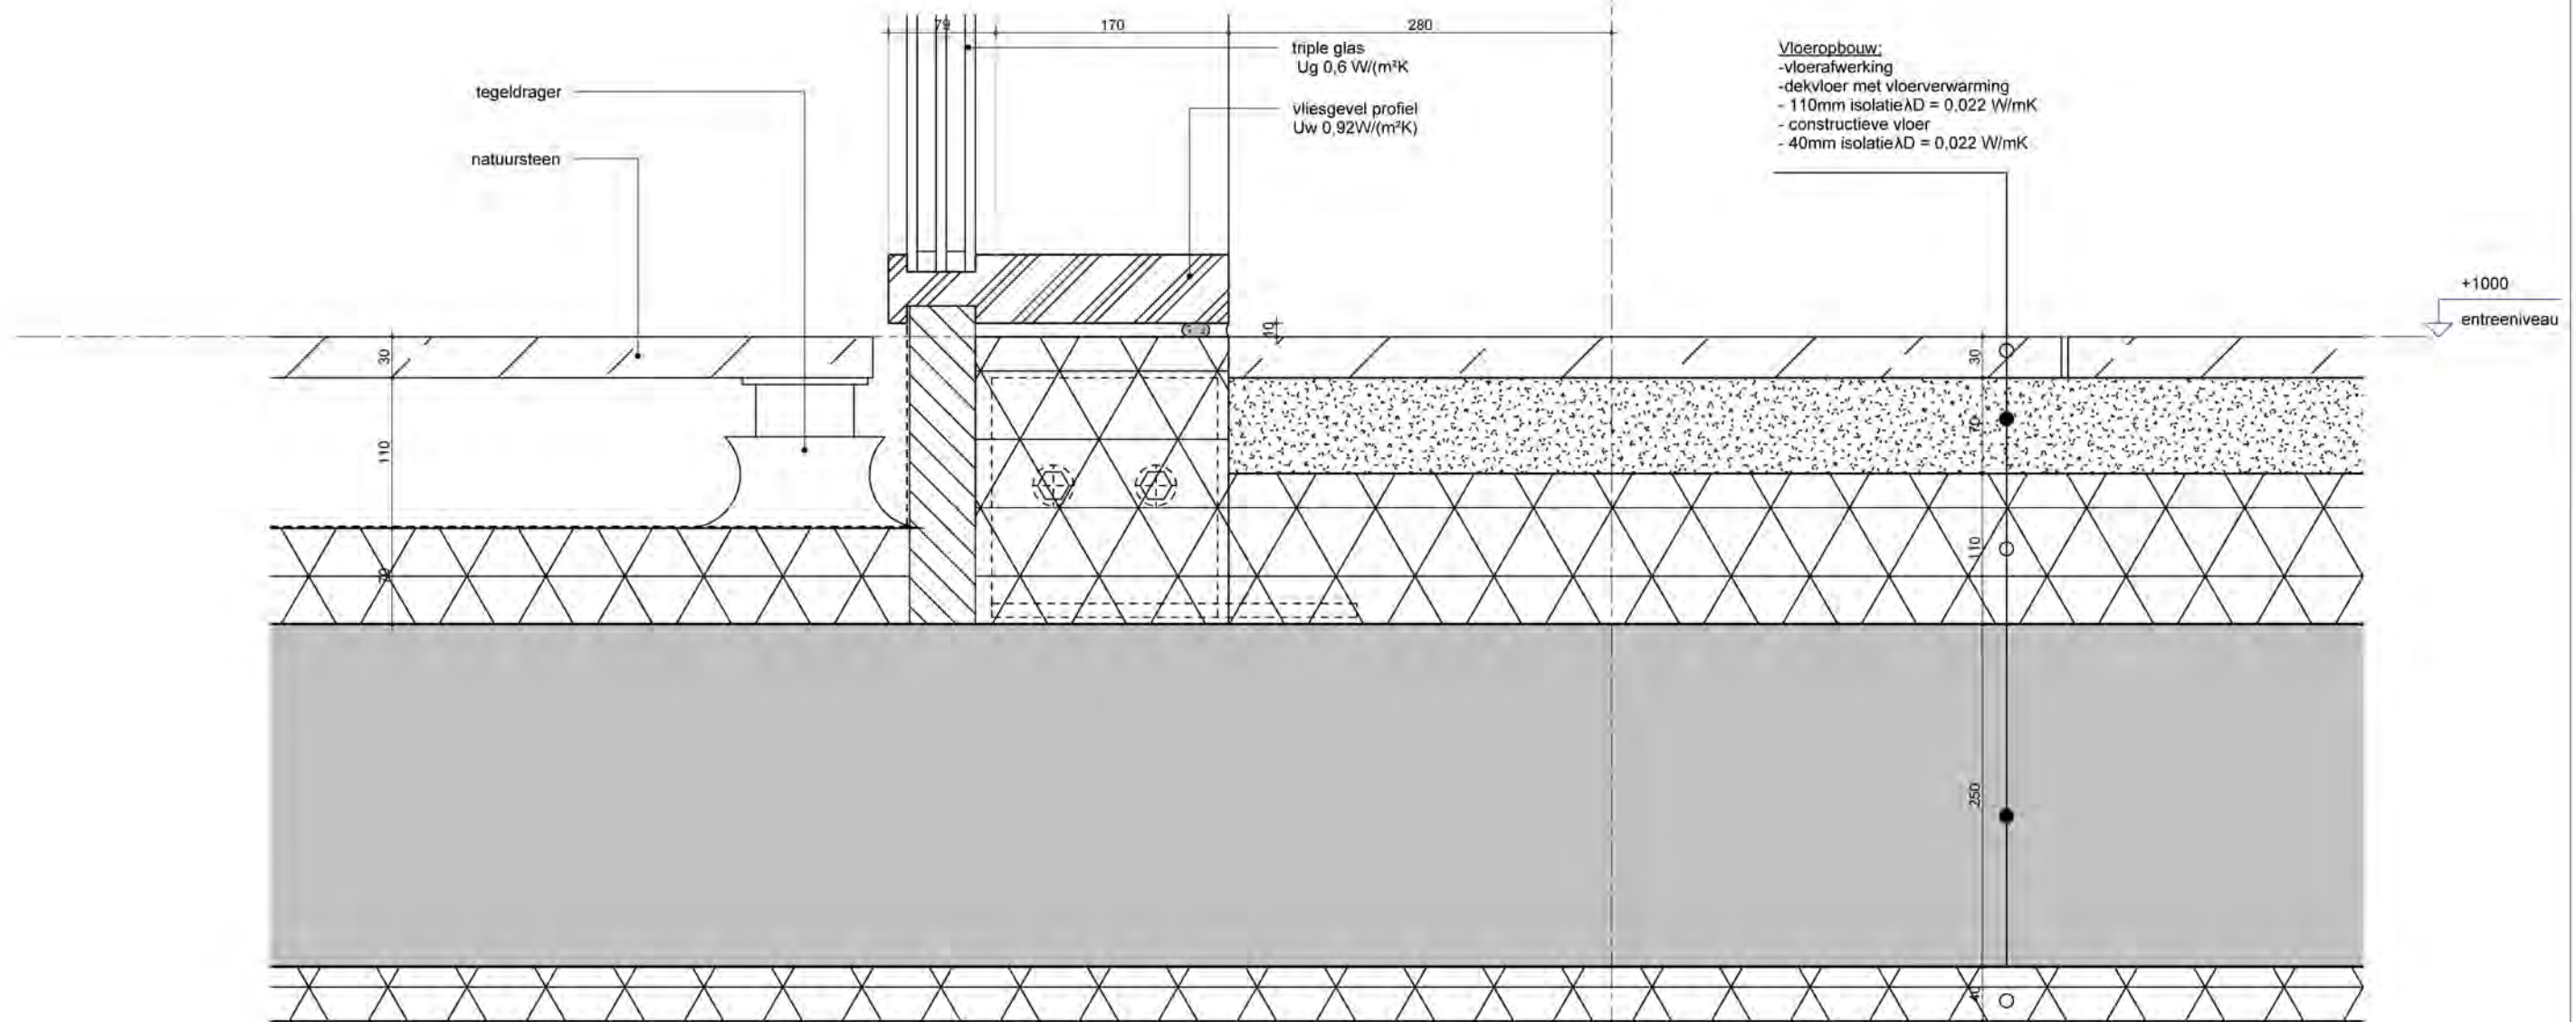 79
170
280
triple glas
Ug 0,6 W/(m²K
vliesgevel profiel
Uw 0,92W/(m²K)
Vloeropbouw:
-vloerafwerking
-dekvloer met vloerverwarming
- 110mm isolatieλD = 0,022 W/mK
- constructieve vloer
- 40mm isolatieλD = 0,022 W/mK
tegeldrager
natuursteen
+1000
entreeniveau
10
30
110
70
30
70
110
250
40